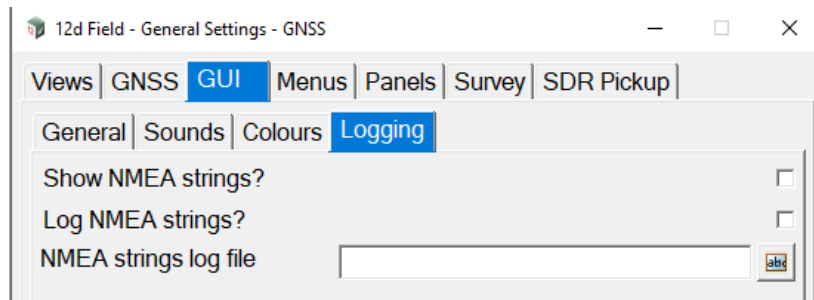 12d Field - General Settings - GNSS
Views GNSS GUI Menus Panels Survey SDR Pickup
General Sounds Colours Logging
Show NMEA strings?
Log NMEA strings?
NMEA strings log file abc